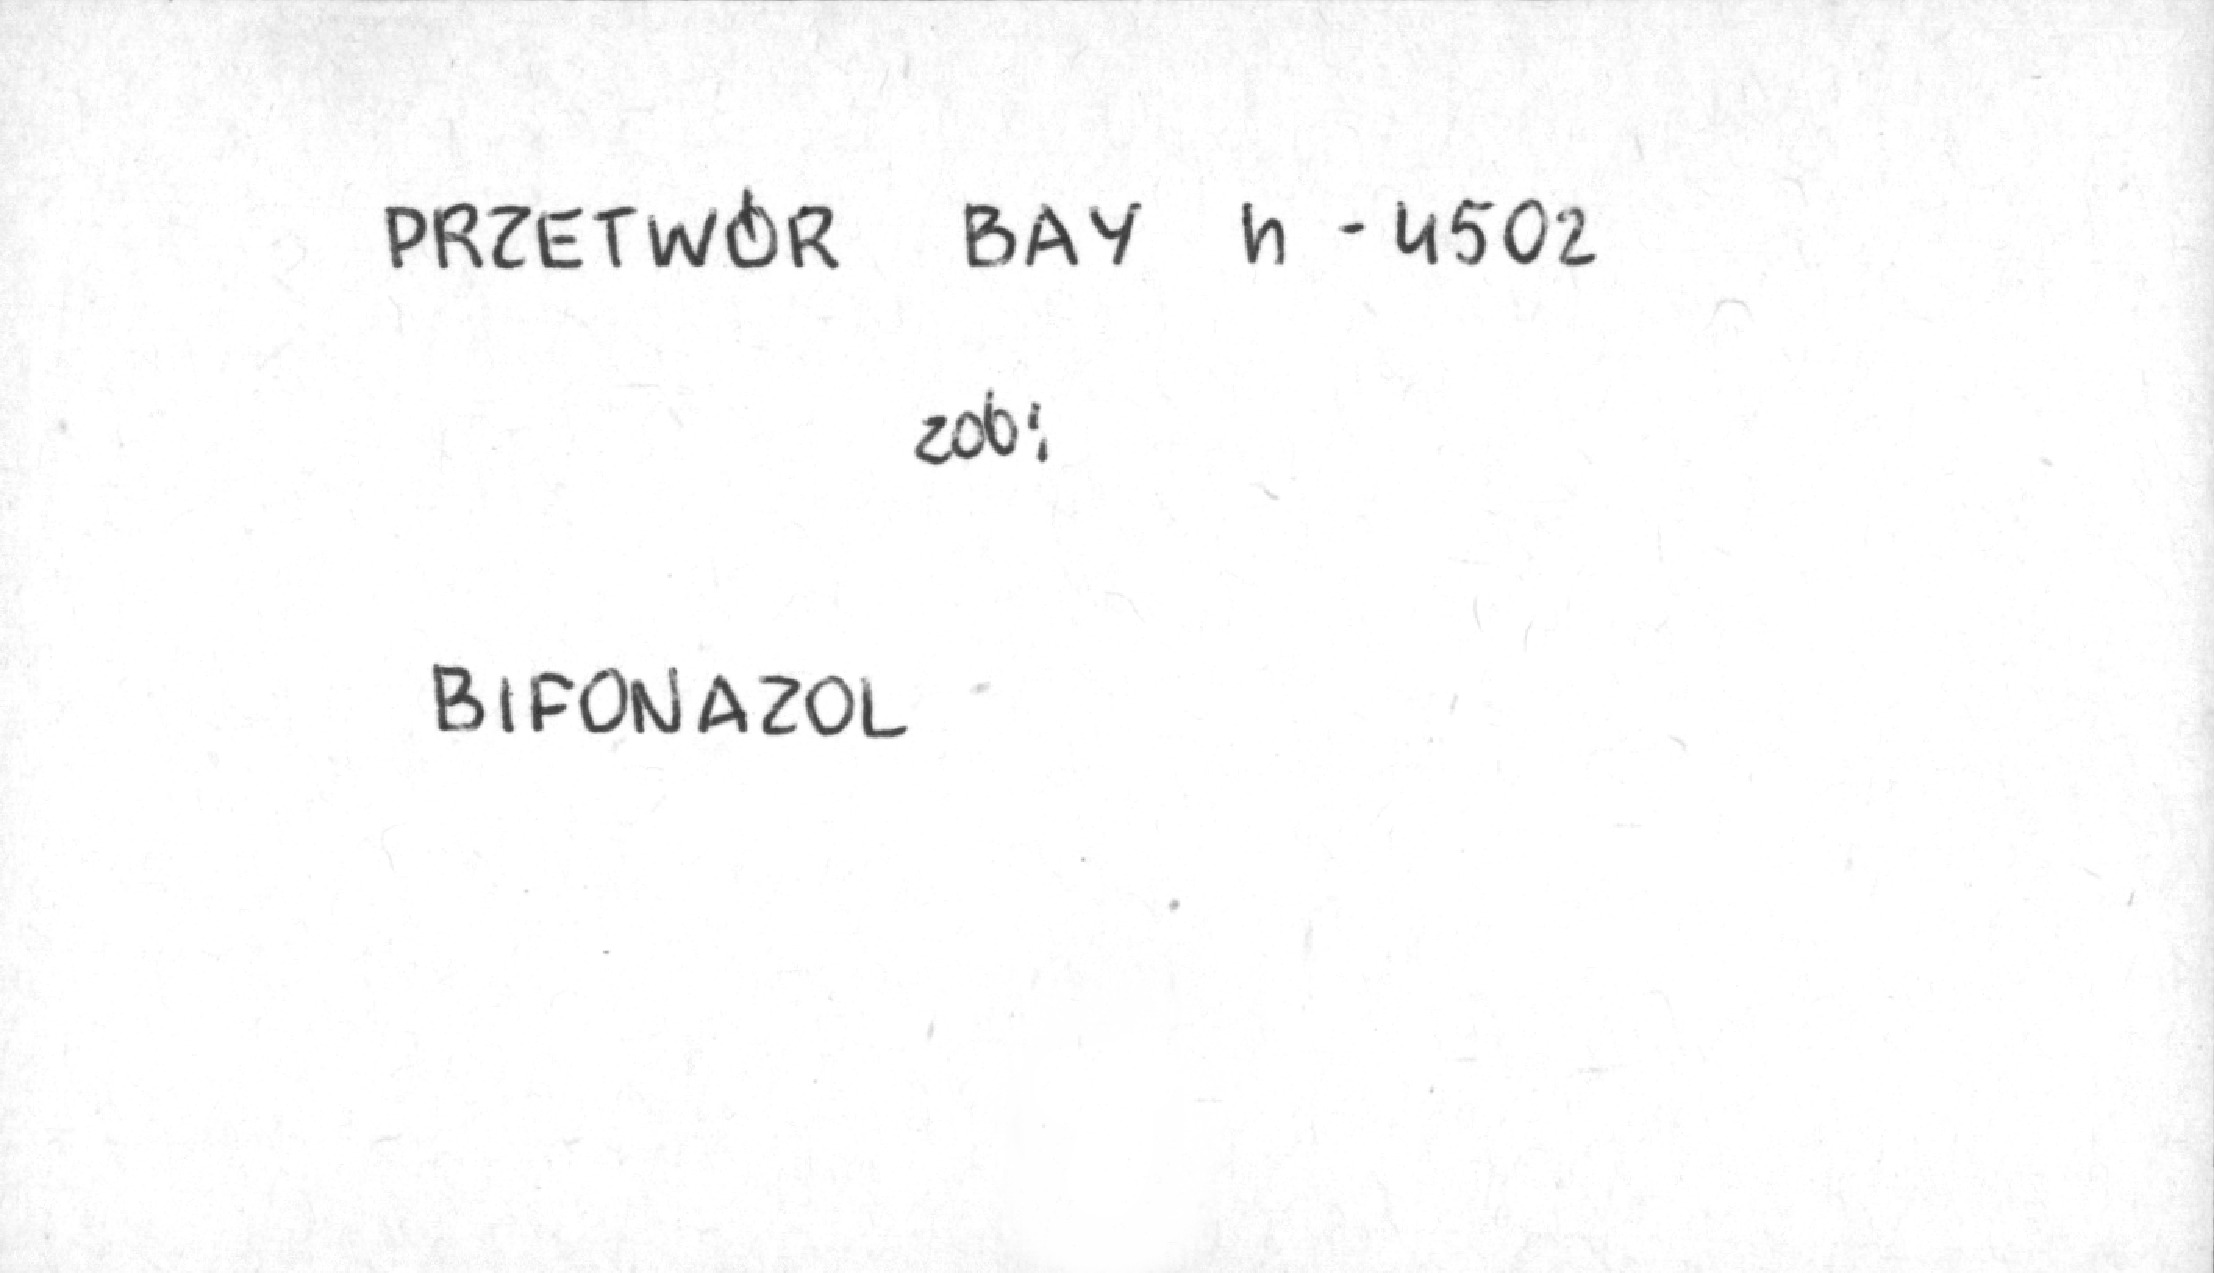 PRZETWÓR BAY h - 4502
zob:
BIFONAZOL